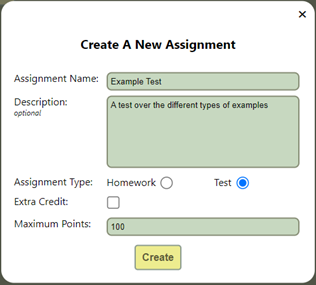 ×
Create A New Assignment
Assignment Name: Example Test
Description: A test over the different types of examples
optional
Assignment Type: Homework Test
Extra Credit:
Maximum Points: 100
Create